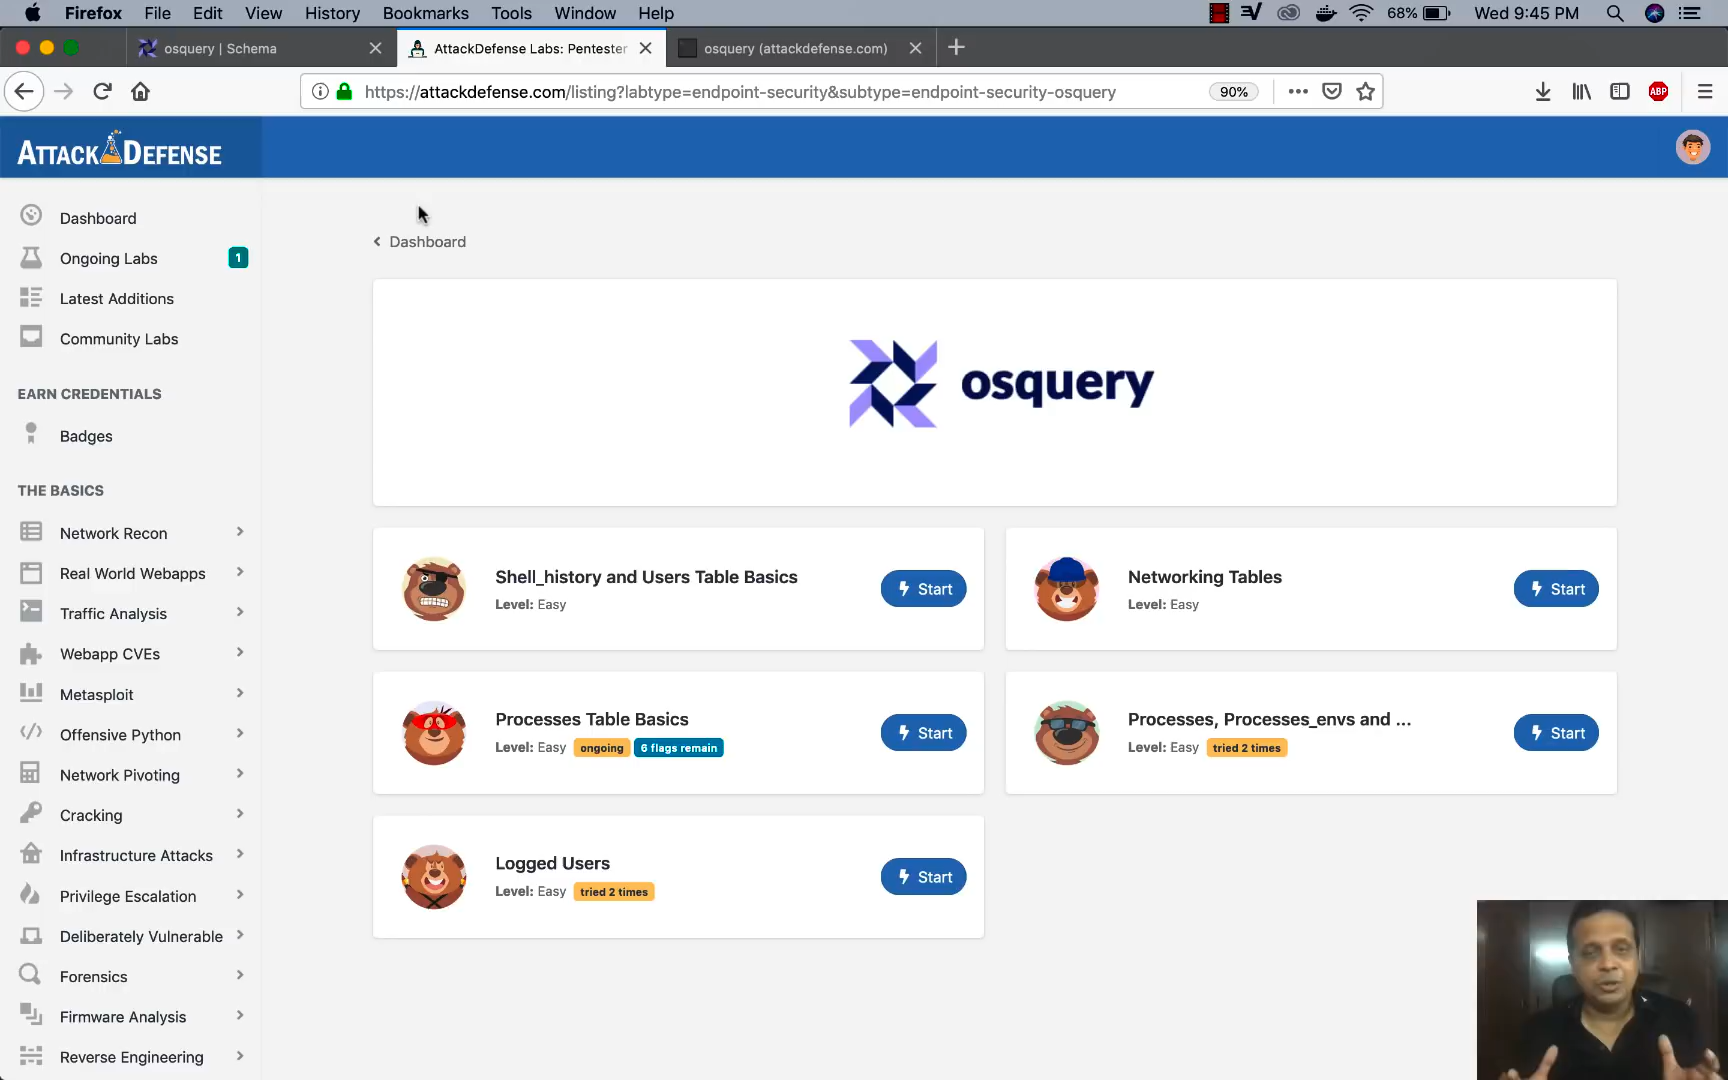 Firefox File Edit View History Bookmarks Tools Window Help 68% Wed 9:45 PM
osquery | Schema AttackDefense Labs: Pentester osquery (attackdefense.com)
https://attackdefense.com/listing?labtype=endpoint-security&subtype=endpoint-security-osquery 90% ABP
ATTACK DEFENSE
Dashboard
Ongoing Labs 1
Latest Additions
Community Labs
EARN CREDENTIALS
Badges
THE BASICS
Network Recon
Real World Webapps
Traffic Analysis
Webapp CVEs
Metasploit
Offensive Python
Network Pivoting
Cracking
Infrastructure Attacks
Privilege Escalation
Deliberately Vulnerable
Forensics
Firmware Analysis
Reverse Engineering
Dashboard
osquery
Shell_history and Users Table Basics
Level: Easy
Start
Networking Tables
Level: Easy
Start
Processes Table Basics
Level: Easy ongoing 6 flags remain
Start
Processes, Processes_envs and ...
Level: Easy tried 2 times
Start
Logged Users
Level: Easy tried 2 times
Start